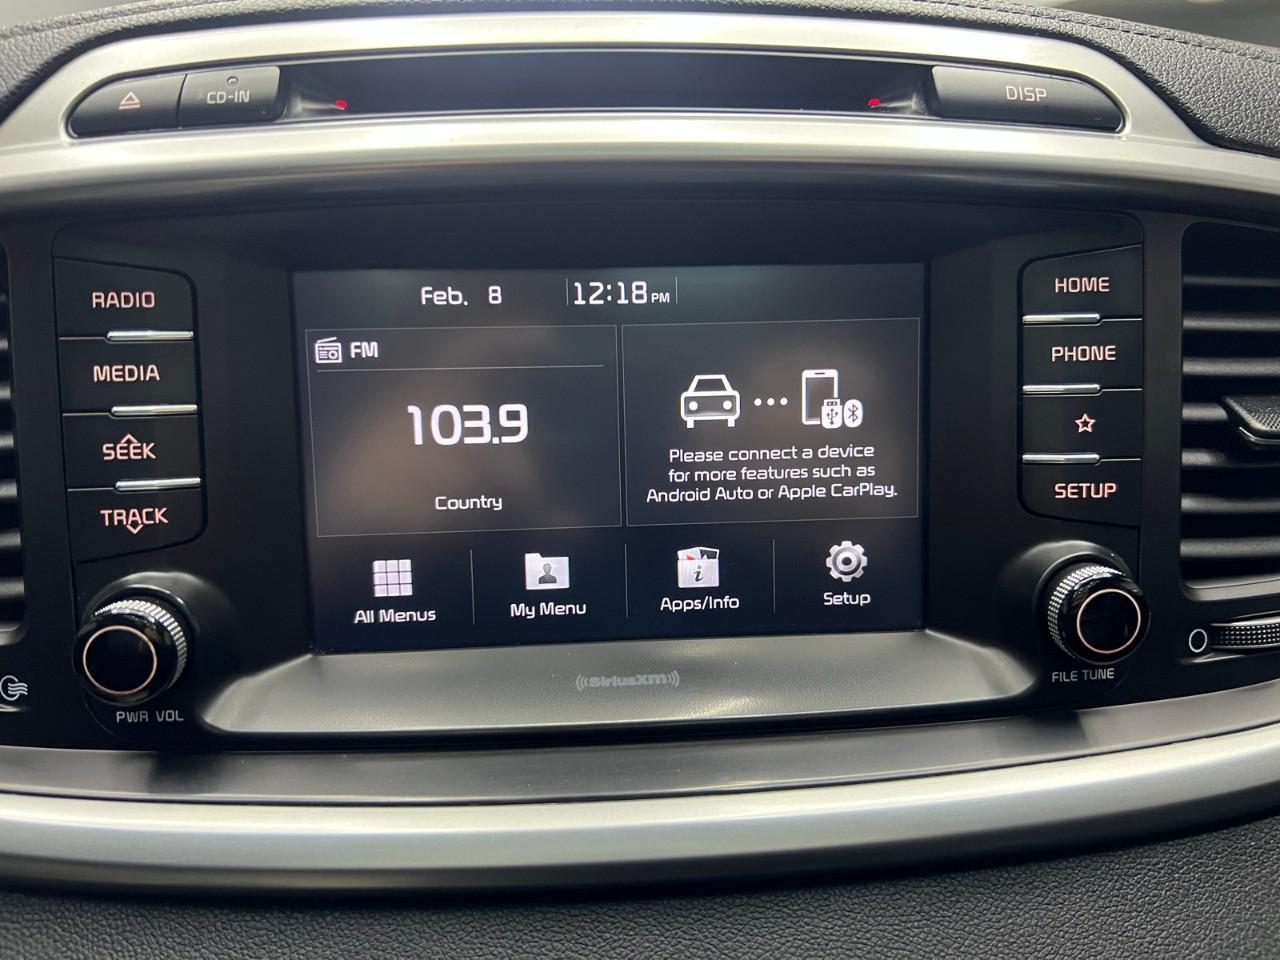 CD-IN
DISP
RADIO
MEDIA
SEEK
TRACK
PWR VOL
Feb. 8
12:18 PM
FM
103.9
Country
Please connect a device
for more features such as
Android Auto or Apple CarPlay.
All Menus
My Menu
Apps/Info
Setup
SiriusXM
HOME
PHONE
SETUP
FILE TUNE